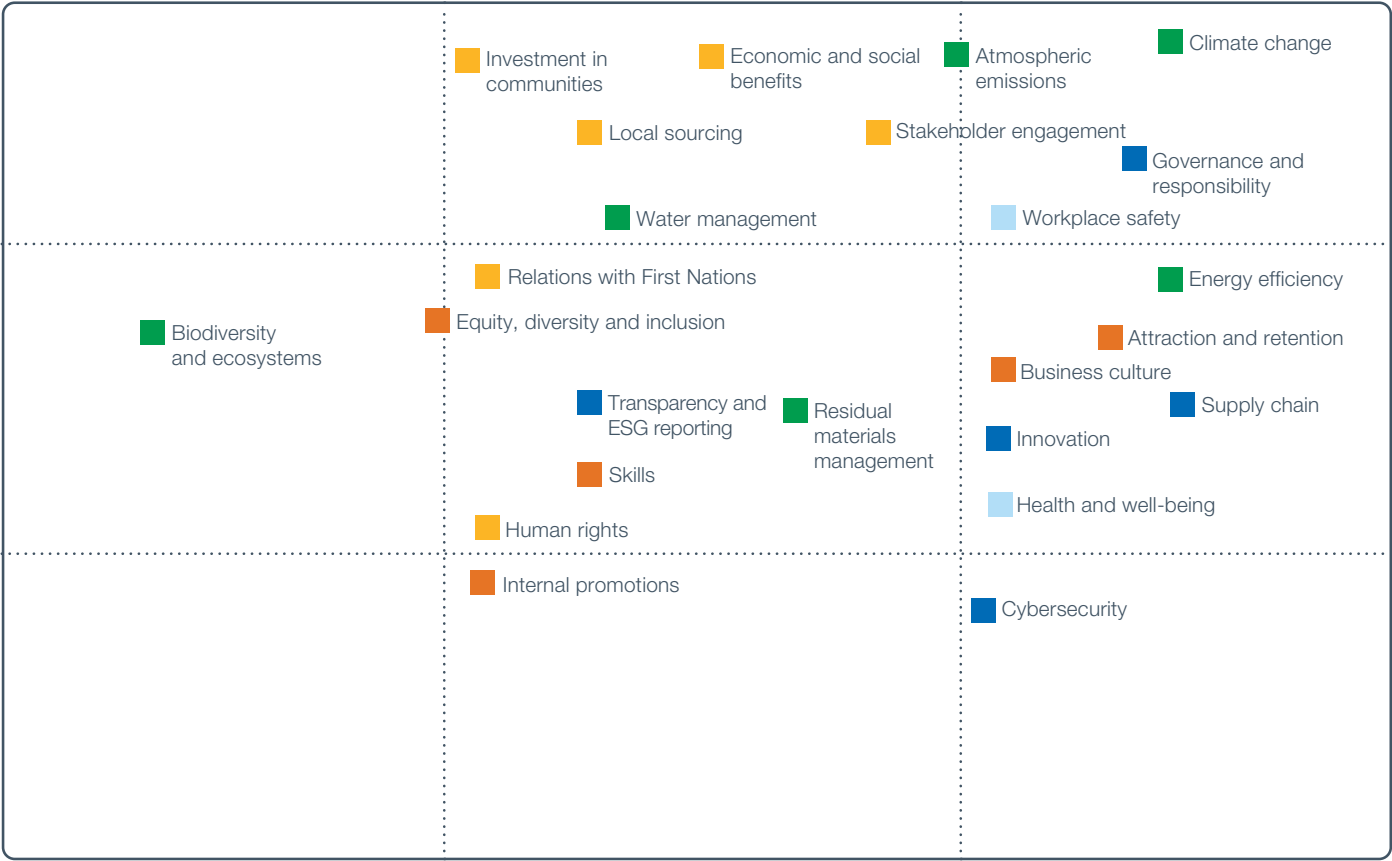 Investment in
communities
Economic and social
benefits
Atmospheric
emissions
Climate change
Local sourcing
Stakeholder engagement
Governance and
responsibility
Water management
Workplace safety
Relations with First Nations
Energy efficiency
Equity, diversity and inclusion
Biodiversity
and ecosystems
Attraction and retention
Business culture
Transparency and
ESG reporting
Residual
materials
management
Supply chain
Innovation
Skills
Health and well-being
Human rights
Internal promotions
Cybersecurity